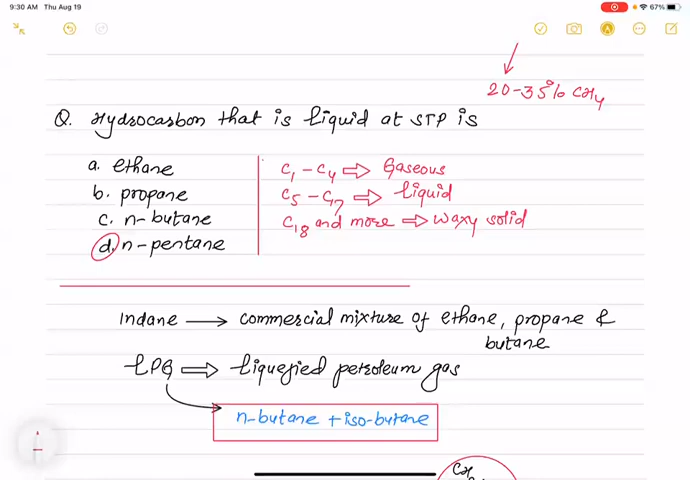 9:30 AM Thu Aug 19
67%
20-35% CH4
Q. Hydrocarbon that is liquid at STP is
a. ethane
b. propane
c. n-butane
d. n-pentane
C1 - C4 ⇒ Gaseous
C5 - C17 ⇒ liquid
C18 and more ⇒ waxy solid
Indane → commercial mixture of ethane, propane &
butane
LPG ⇒ liquefied petroleum gas
n-butane + iso-butane
CH